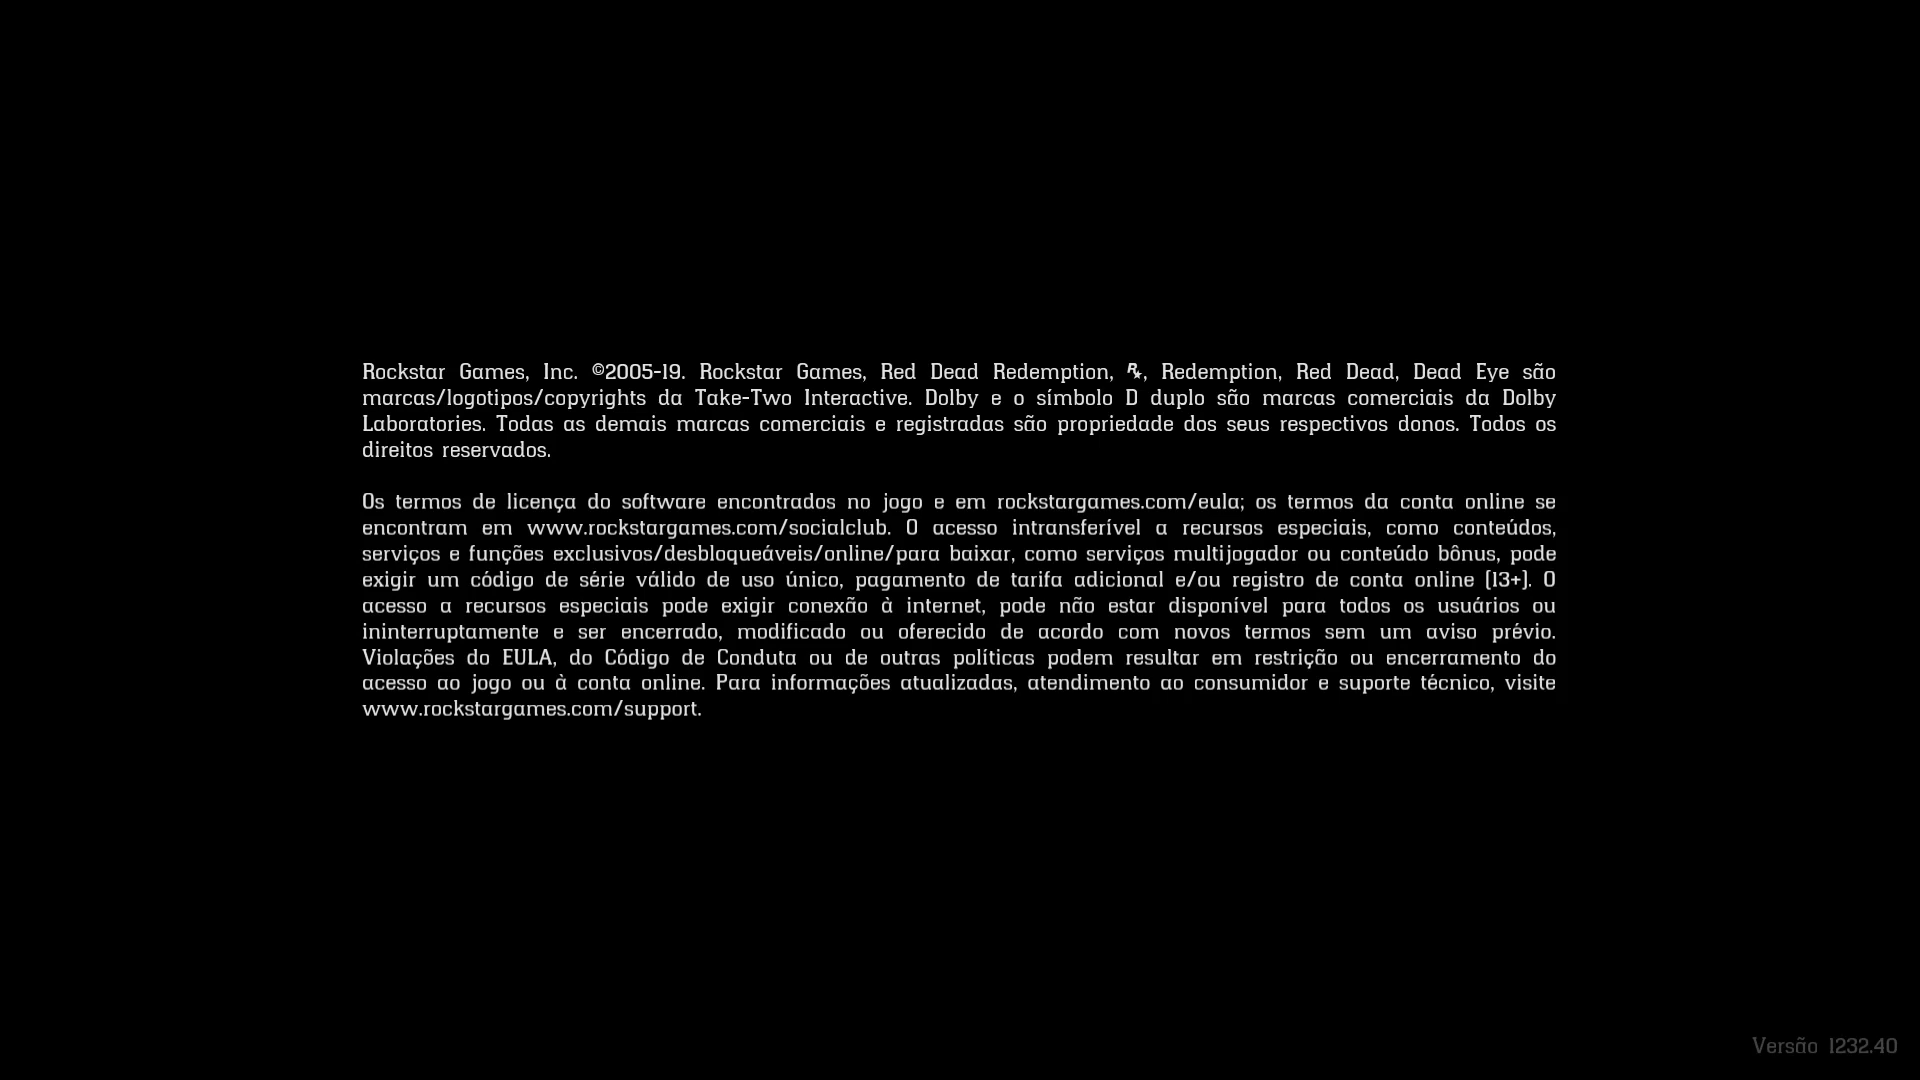 Rockstar Games, Inc. ©2005-19. Rockstar Games, Red Dead Redemption, R★, Redemption, Red Dead, Dead Eye são
marcas/logotipos/copyrights da Take-Two Interactive. Dolby e o símbolo D duplo são marcas comerciais da Dolby
Laboratories. Todas as demais marcas comerciais e registradas são propriedade dos seus respectivos donos. Todos os
direitos reservados.
Os termos de licença do software encontrados no jogo e em rockstargames.com/eula; os termos da conta online se
encontram em www.rockstargames.com/socialclub. O acesso intransferível a recursos especiais, como conteúdos,
serviços e funções exclusivos/desbloqueáveis/online/para baixar, como serviços multijogador ou conteúdo bônus, pode
exigir um código de série válido de uso único, pagamento de tarifa adicional e/ou registro de conta online (13+). O
acesso a recursos especiais pode exigir conexão à internet, pode não estar disponível para todos os usuários ou
ininterruptamente e ser encerrado, modificado ou oferecido de acordo com novos termos sem um aviso prévio.
Violações do EULA, do Código de Conduta ou de outras políticas podem resultar em restrição ou encerramento do
acesso ao jogo ou à conta online. Para informações atualizadas, atendimento ao consumidor e suporte técnico, visite
www.rockstargames.com/support.
Versão 1232.40